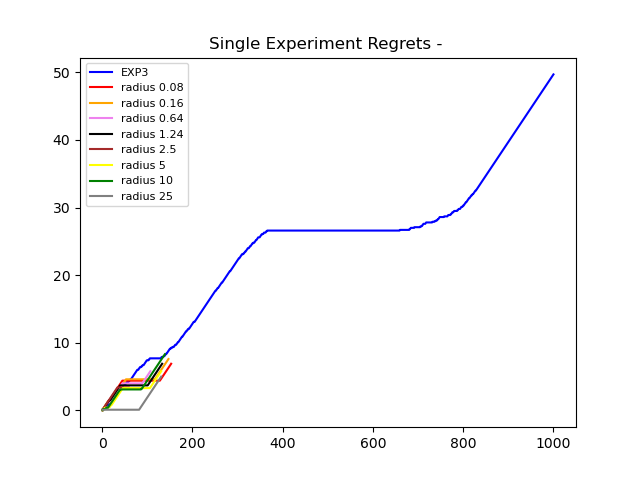 Single Experiment Regrets -
EXP3
radius 0.08
radius 0.16
radius 0.64
radius 1.24
radius 2.5
radius 5
radius 10
radius 25
50
40
30
20
10
0
0 200 400 600 800 1000